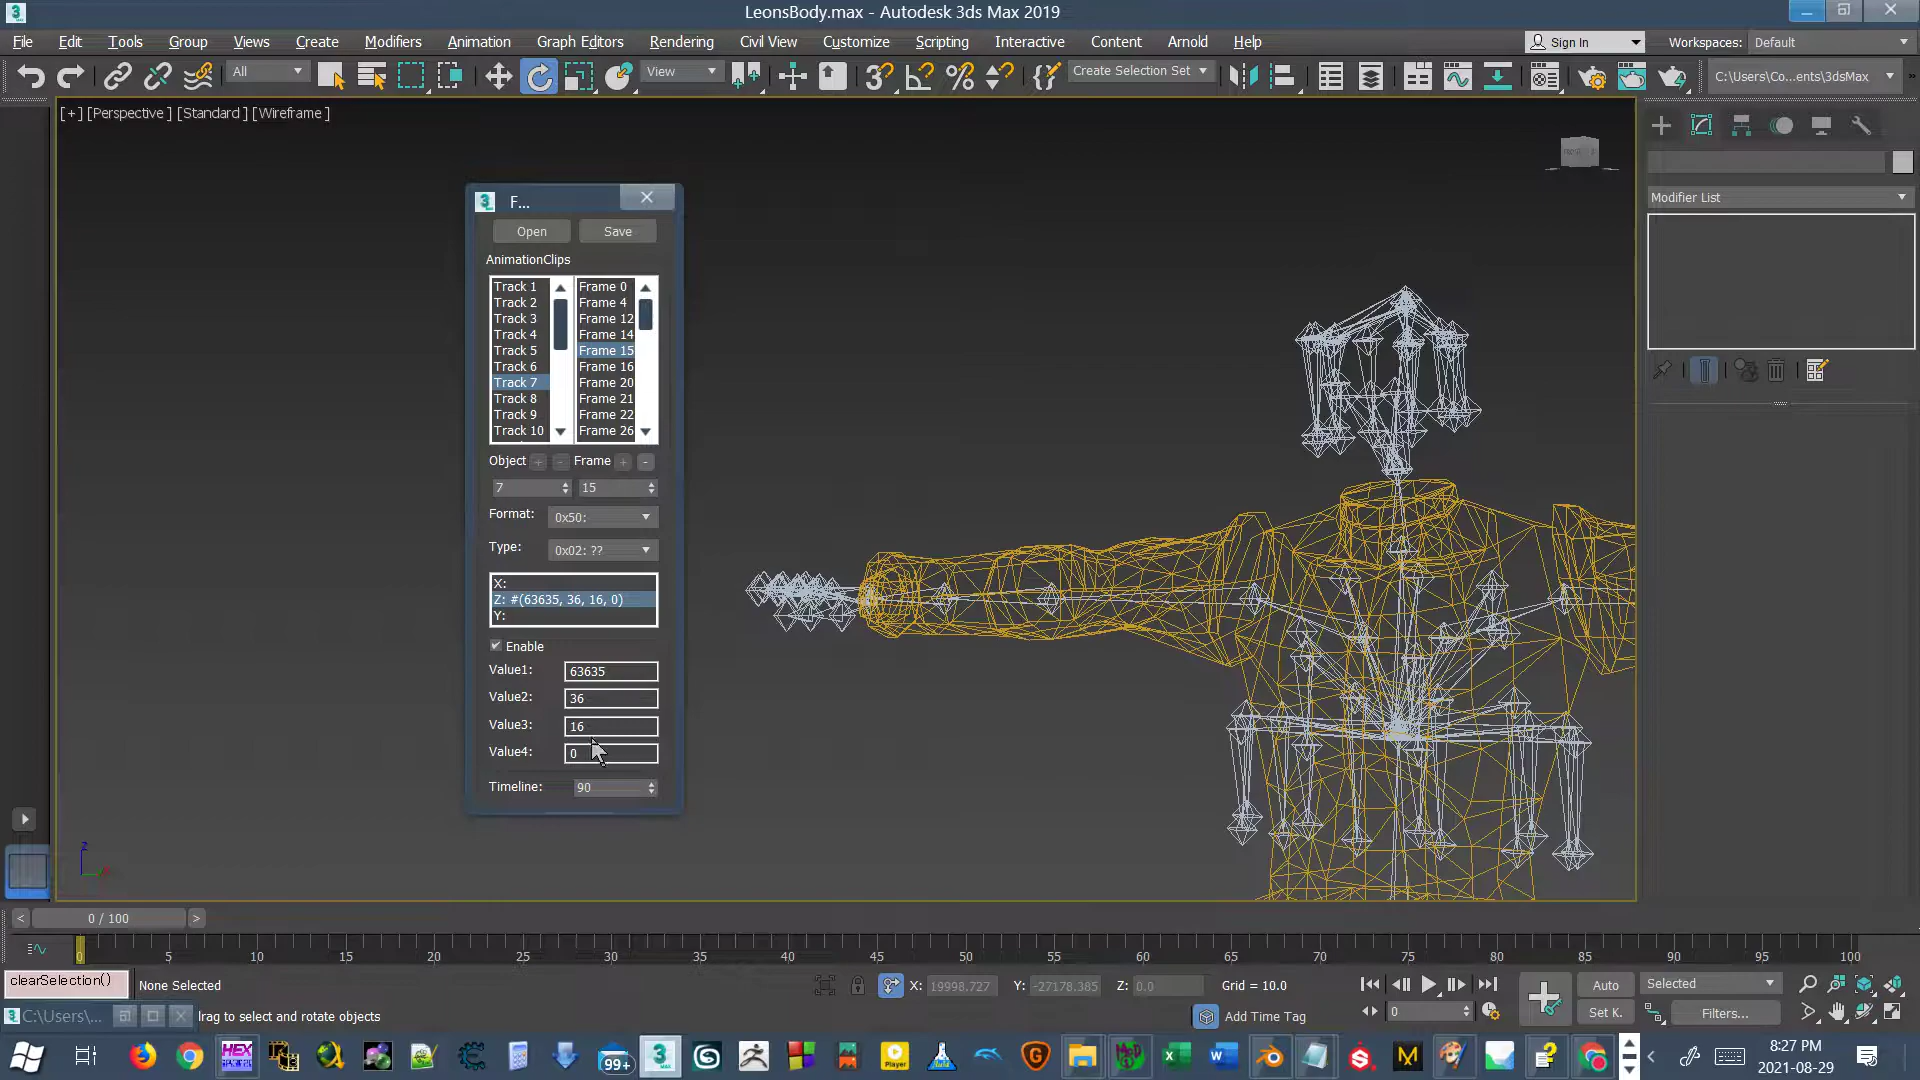 LeonsBody.max - Autodesk 3ds Max 2019
File Edit Tools Group Views Create Modifiers Animation Graph Editors Rendering Civil View Customize Scripting Interactive Content Arnold Help
Sign In
Workspaces: Default
All
View
Create Selection Set
C:\Users\Co...ents\3dsMax
[+] [Perspective] [Standard] [Wireframe]
F...
Open Save
AnimationClips
Track 1 Frame 0
Track 2 Frame 4
Track 3 Frame 12
Track 4 Frame 14
Track 5 Frame 15
Track 6 Frame 16
Track 7 Frame 20
Track 8 Frame 21
Track 9 Frame 22
Track 10 Frame 26
Object + - Frame + -
7 15
Format: 0x50:
Type: 0x02: ??
X:
Z: #(63635, 36, 16, 0)
Y:
Enable
Value1: 63635
Value2: 36
Value3: 16
Value4: 0
Timeline: 90
Modifier List
z
< 0 / 100 >
0 5 10 15 20 25 30 35 40 45 50 55 60 65 70 75 80 85 90 95 100
clearSelection()
None Selected
X: 19998.727 Y: -27178.385 Z: 0.0 Grid = 10.0
Auto Selected
C:\Users\...
lrag to select and rotate objects
Add Time Tag
0
Set K. Filters...
HEX
99+
3
MAX
Player
8:27 PM
2021-08-29